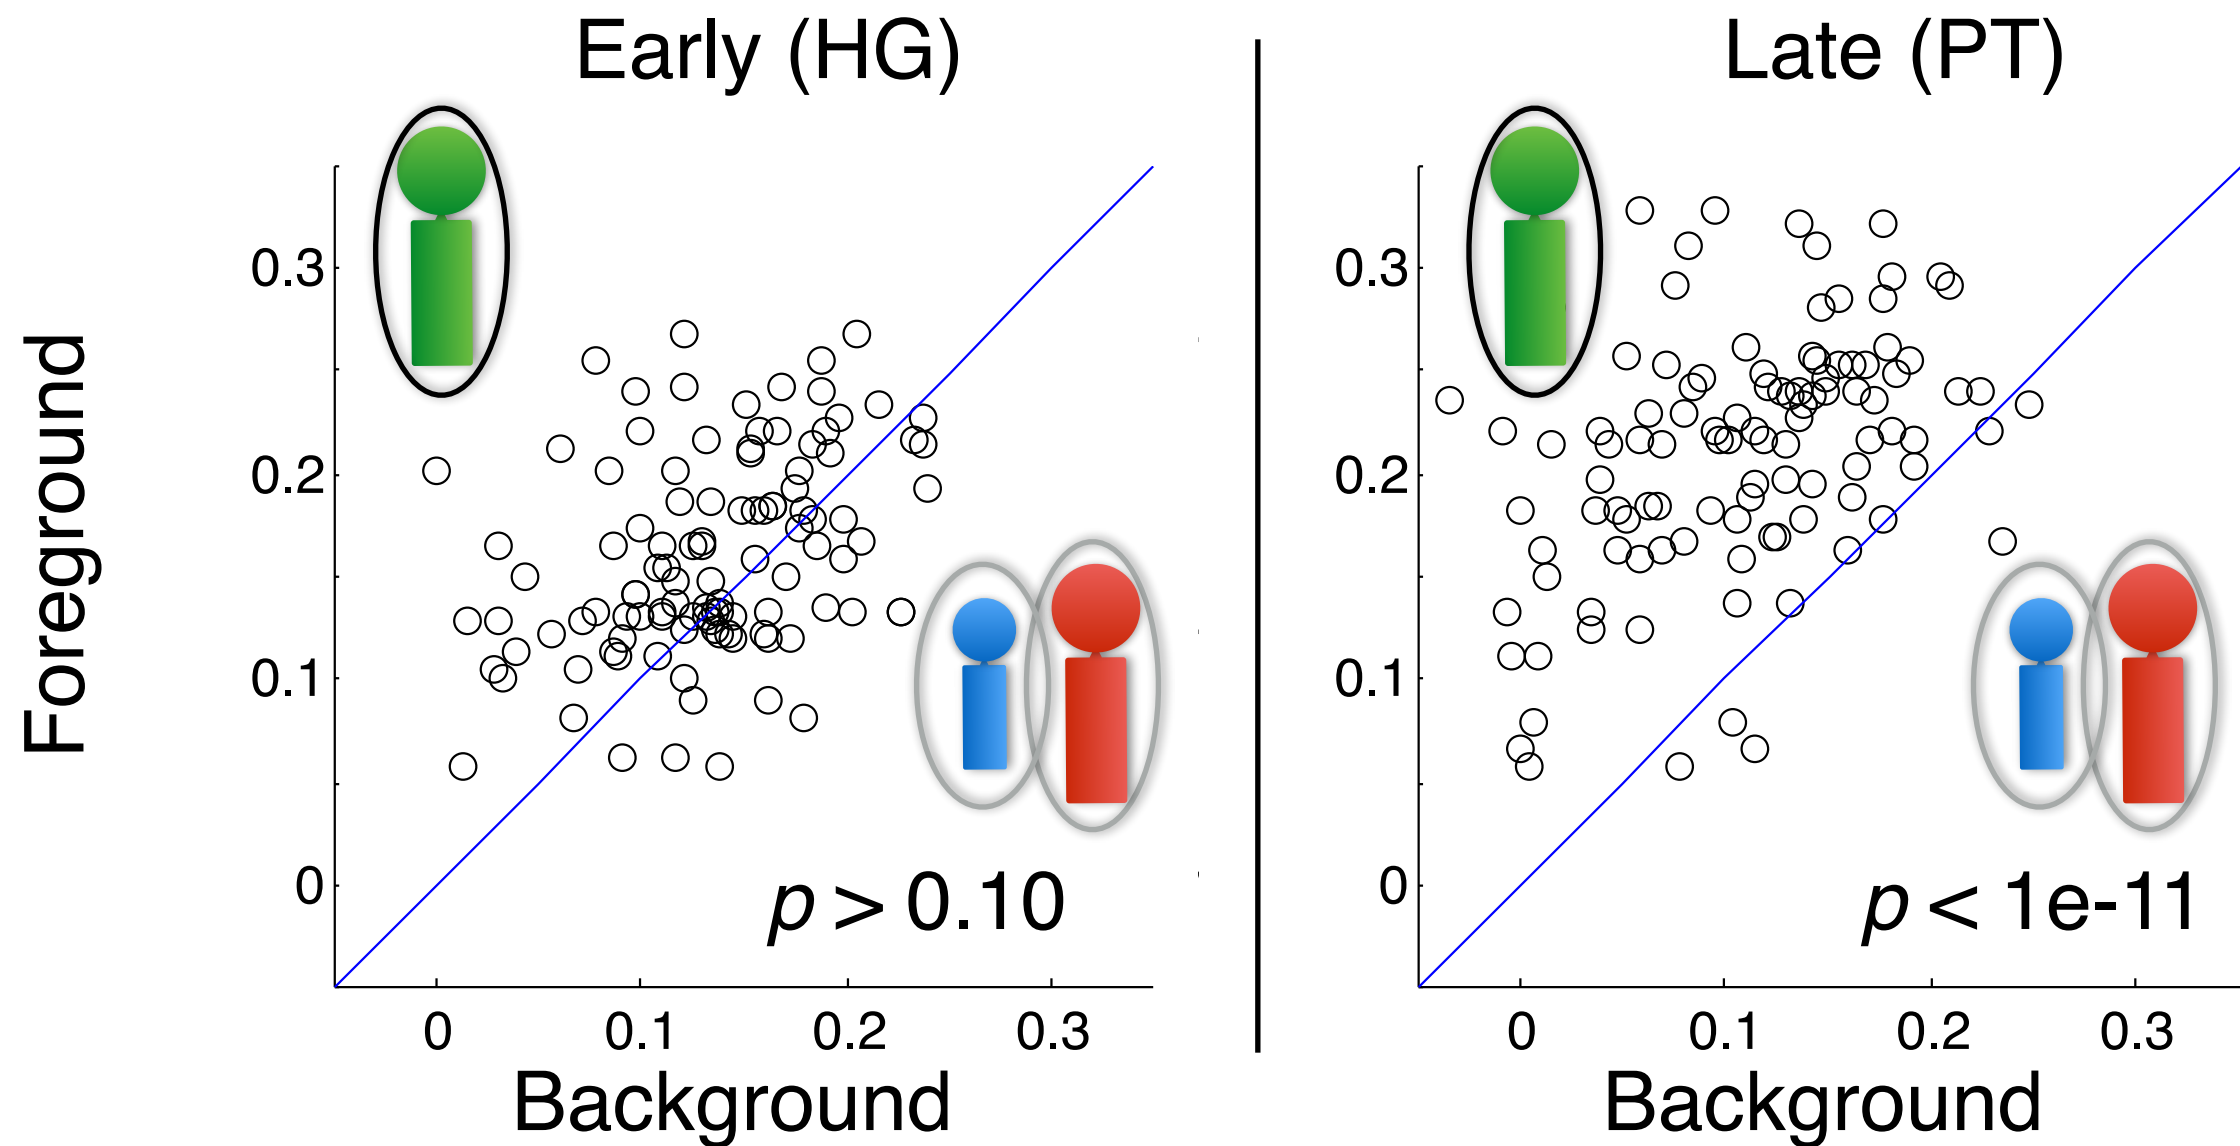 Early (HG)
Foreground
0.3
0.2
0.1
0
p > 0.10
0 0.1 0.2 0.3
Background
Late (PT)
0.3
0.2
0.1
0
p < 1e-11
0 0.1 0.2 0.3
Background